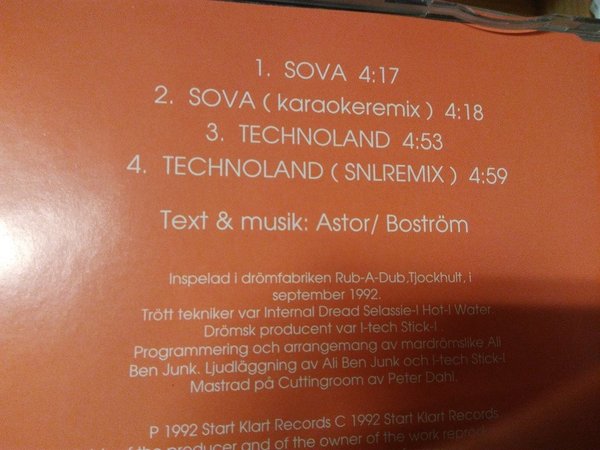 1. SOVA 4:17
2. SOVA ( karaokeremix ) 4:18
3. TECHNOLAND 4:53
4. TECHNOLAND ( SNLREMIX ) 4:59
Text & musik: Astor/ Boström
Inspelad i drömfabriken Rub-A-Dub,Tjockhult, i
september 1992.
Trött tekniker var Internal Dread Selassie-I Hot-I Water.
Drömsk producent var I-tech Stick-I .
Programmering och arrangemang av mardrömslike Ali
Ben Junk. Ljudläggning av Ali Ben Junk och I-tech Stick-I.
Mastrad på Cuttingroom av Peter Dahl.
P 1992 Start Klart Records C 1992 Start Klart Records
of the producer and of the owner of the work